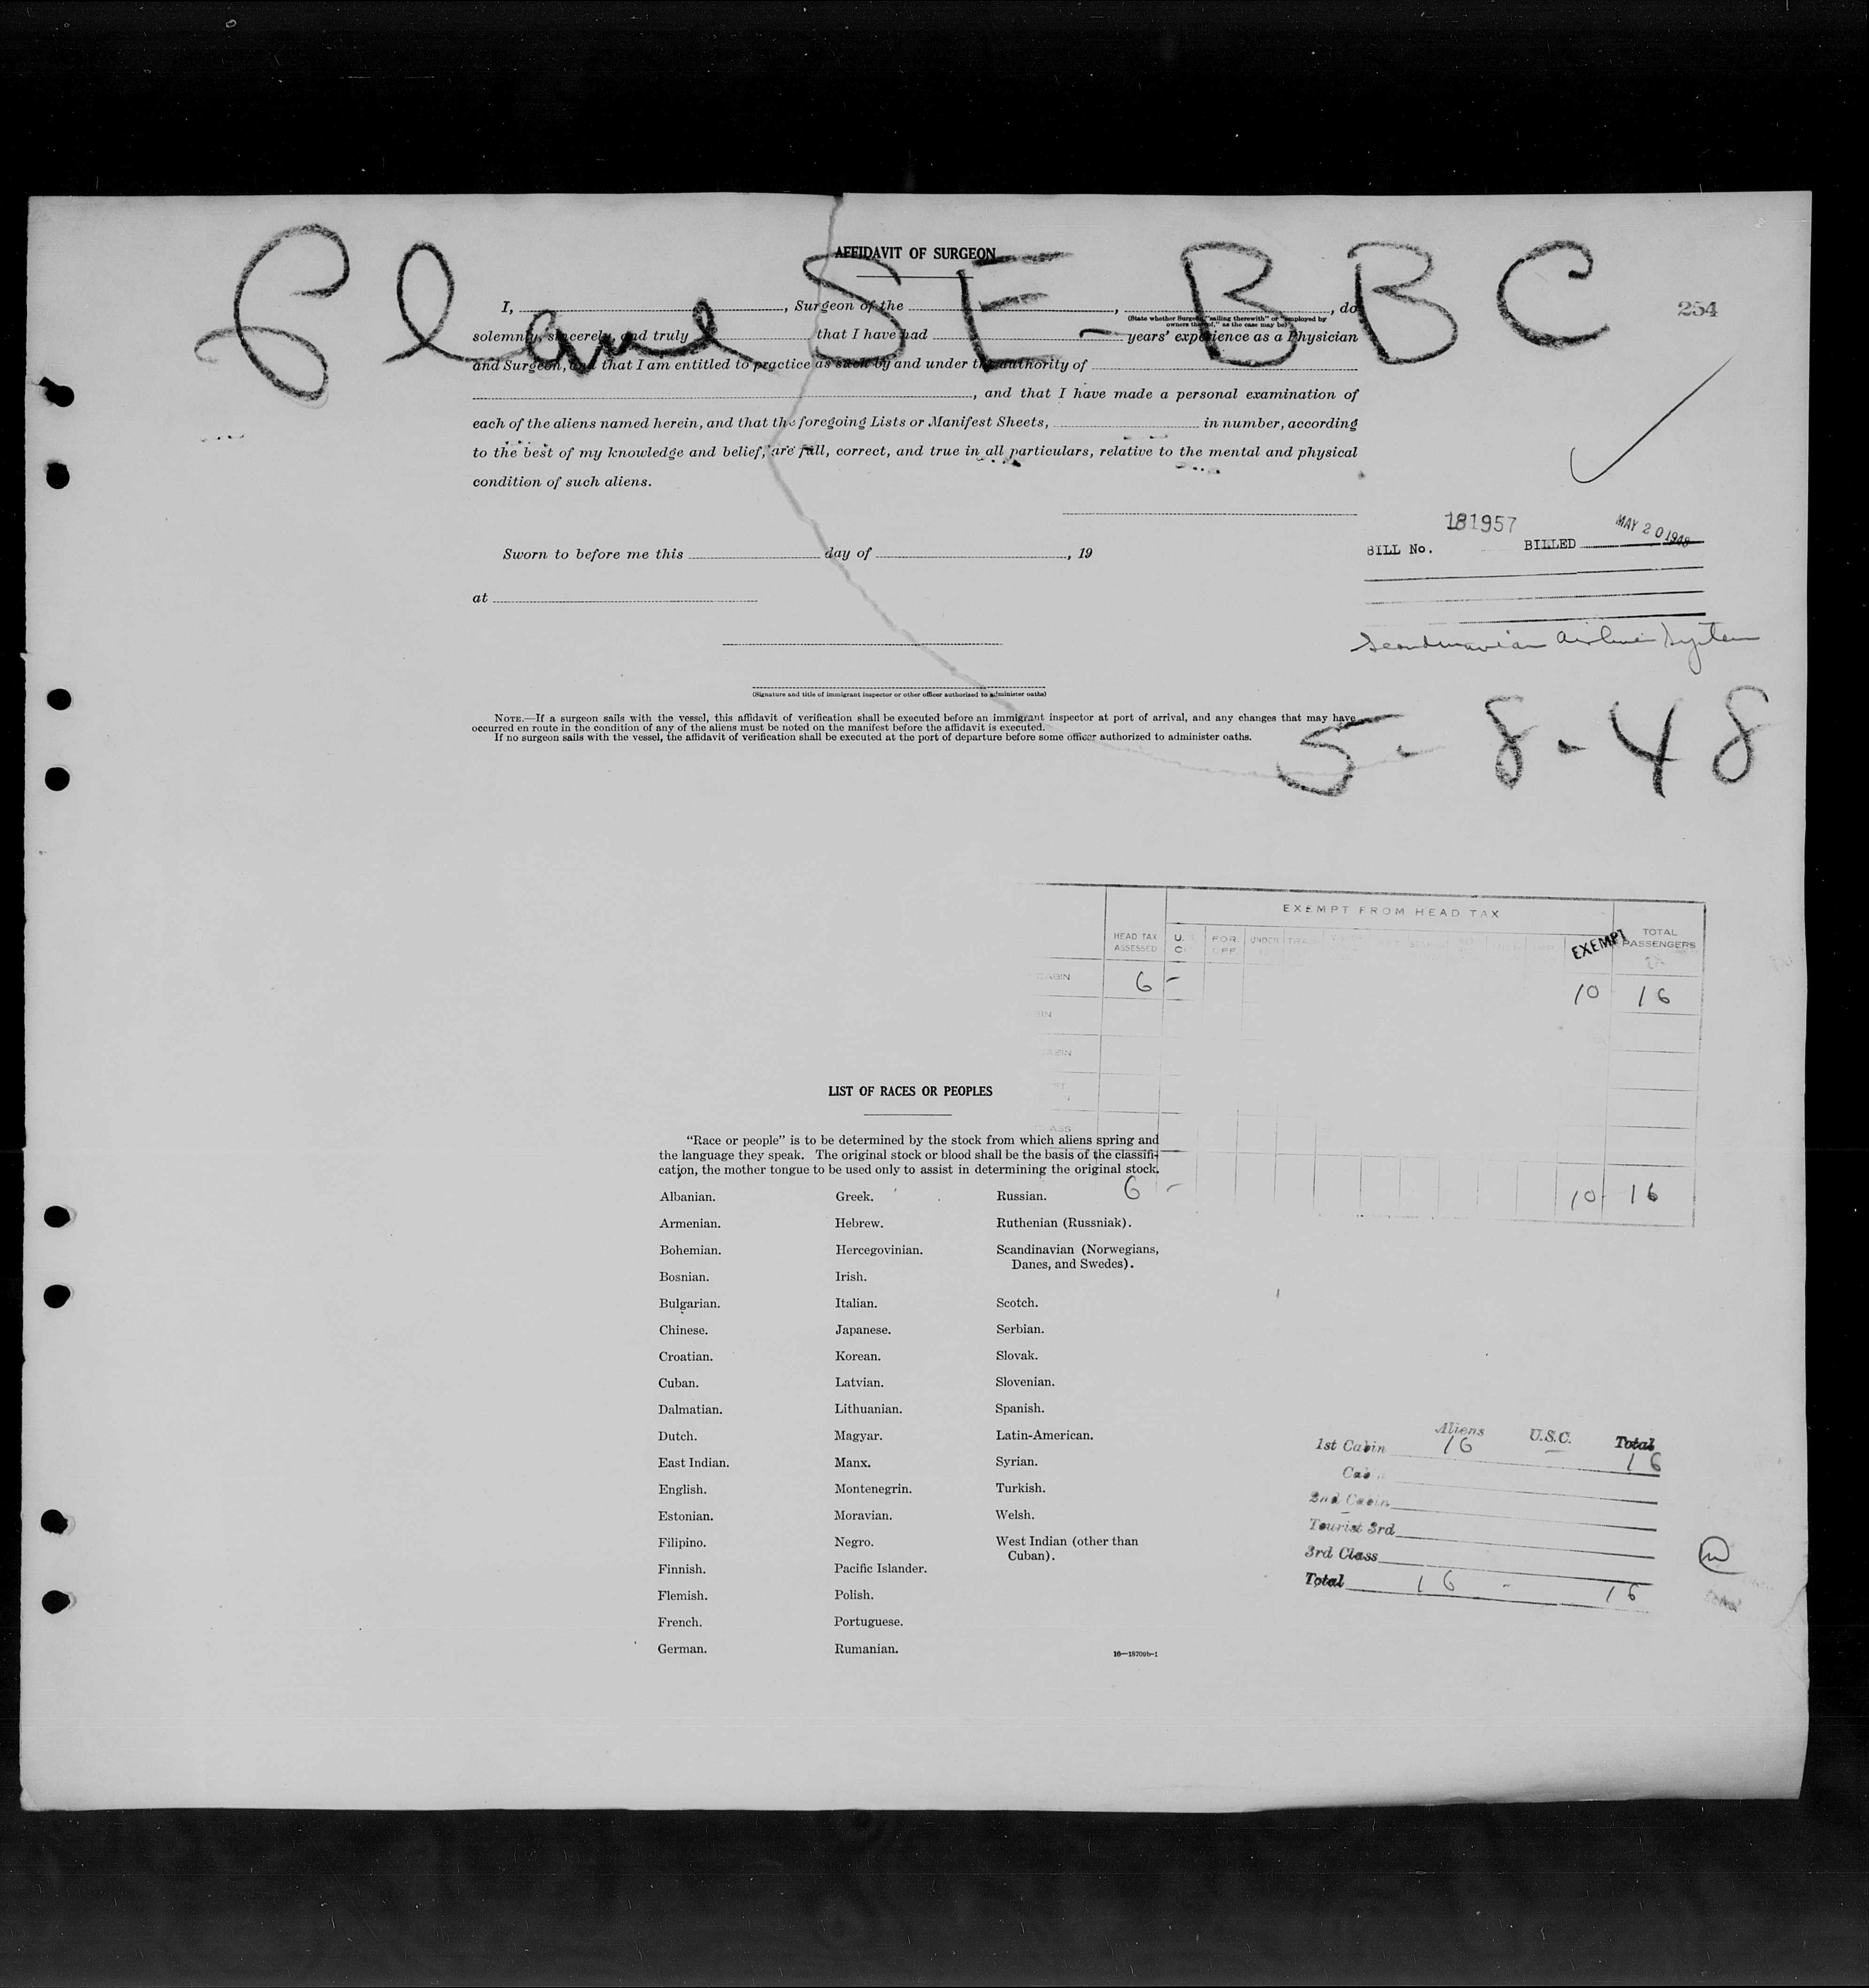 Plane SE-BBC
AFFIDAVIT OF SURGEON
254
I, , Surgeon of the , , do
(State whether Surgeon "sailing therewith" or "employed by
owners thereof," as the case may be)
solemnly, sincerely, and truly that I have had years' experience as a Physician
and Surgeon, and that I am entitled to practice as such by and under the authority of
, and that I have made a personal examination of
each of the aliens named herein, and that the foregoing Lists or Manifest Sheets, in number, according
to the best of my knowledge and belief, are full, correct, and true in all particulars, relative to the mental and physical
condition of such aliens.
181957 MAY 20 1948
BILL No. BILLED
Sworn to before me this day of , 19
at
Scandinavian Airline System
(Signature and title of immigrant inspector or other officer authorized to administer oaths)
NOTE.—If a surgeon sails with the vessel, this affidavit of verification shall be executed before an immigrant inspector at port of arrival, and any changes that may have
occurred en route in the condition of any of the aliens must be noted on the manifest before the affidavit is executed.
If no surgeon sails with the vessel, the affidavit of verification shall be executed at the port of departure before some officer authorized to administer oaths.
5-8-48
EXEMPT FROM HEAD TAX
HEAD TAX ASSESSED U. C FOR. OFF. UNDER EXEMPT TOTAL PASSENGERS
CABIN 6 - 10 16
CABIN
CLASS
6 - 10 16
LIST OF RACES OR PEOPLES
"Race or people" is to be determined by the stock from which aliens spring and
the language they speak. The original stock or blood shall be the basis of the classifi-
cation, the mother tongue to be used only to assist in determining the original stock.
Albanian. Greek. Russian.
Armenian. Hebrew. Ruthenian (Russniak).
Bohemian. Hercegovinian. Scandinavian (Norwegians,
Danes, and Swedes).
Bosnian. Irish.
Bulgarian. Italian. Scotch.
Chinese. Japanese. Serbian.
Croatian. Korean. Slovak.
Cuban. Latvian. Slovenian.
Dalmatian. Lithuanian. Spanish.
Dutch. Magyar. Latin-American.
East Indian. Manx. Syrian.
English. Montenegrin. Turkish.
Estonian. Moravian. Welsh.
Filipino. Negro. West Indian (other than
Cuban).
Finnish. Pacific Islander.
Flemish. Polish.
French. Portuguese.
German. Rumanian.
16—18709b-1
Aliens U.S.C. Total
1st Cabin 16 - 16
Cabin
2nd Cabin
Tourist 3rd
3rd Class
Total 16 - 16